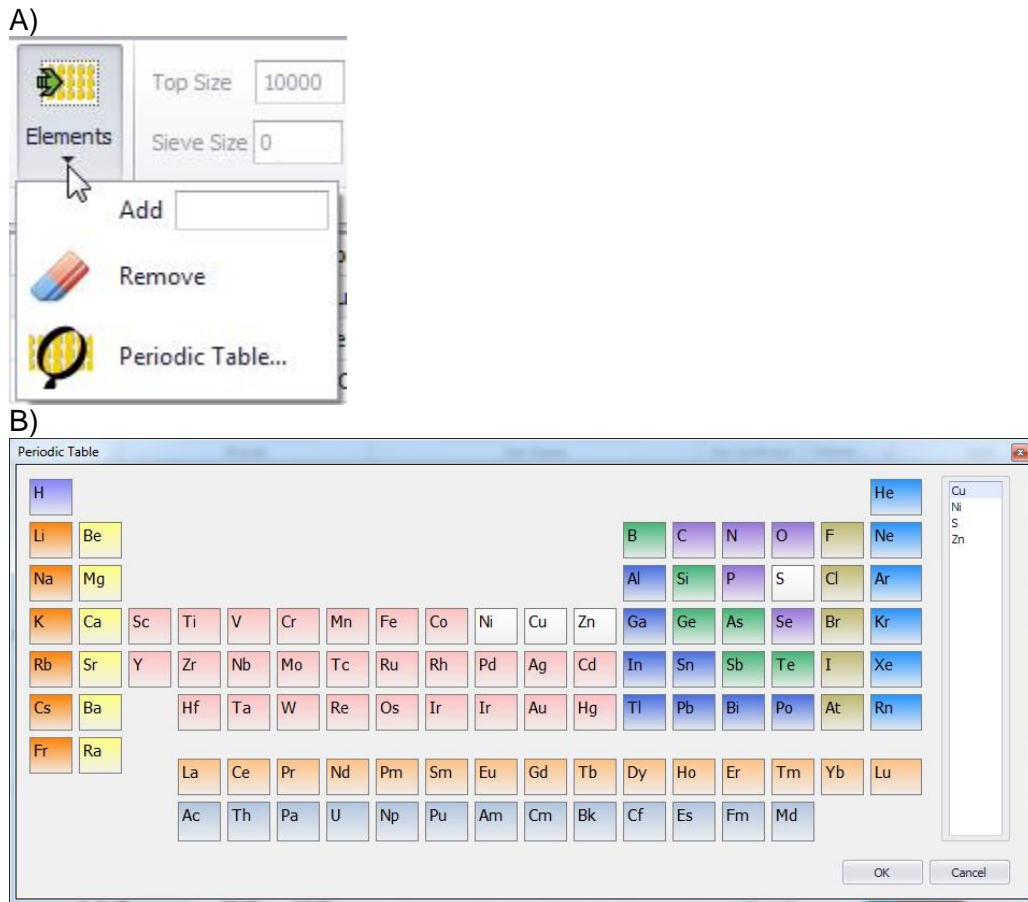 A)
Top Size 10000
Elements
Sieve Size 0
Add
Remove
Periodic Table...
B)
Periodic Table
H He
Li Be B C N O F Ne
Na Mg Al Si P S Cl Ar
K Ca Sc Ti V Cr Mn Fe Co Ni Cu Zn Ga Ge As Se Br Kr
Rb Sr Y Zr Nb Mo Tc Ru Rh Pd Ag Cd In Sn Sb Te I Xe
Cs Ba Hf Ta W Re Os Ir Ir Au Hg Tl Pb Bi Po At Rn
Fr Ra
La Ce Pr Nd Pm Sm Eu Gd Tb Dy Ho Er Tm Yb Lu
Ac Th Pa U Np Pu Am Cm Bk Cf Es Fm Md
Cu
Ni
S
Zn
OK Cancel